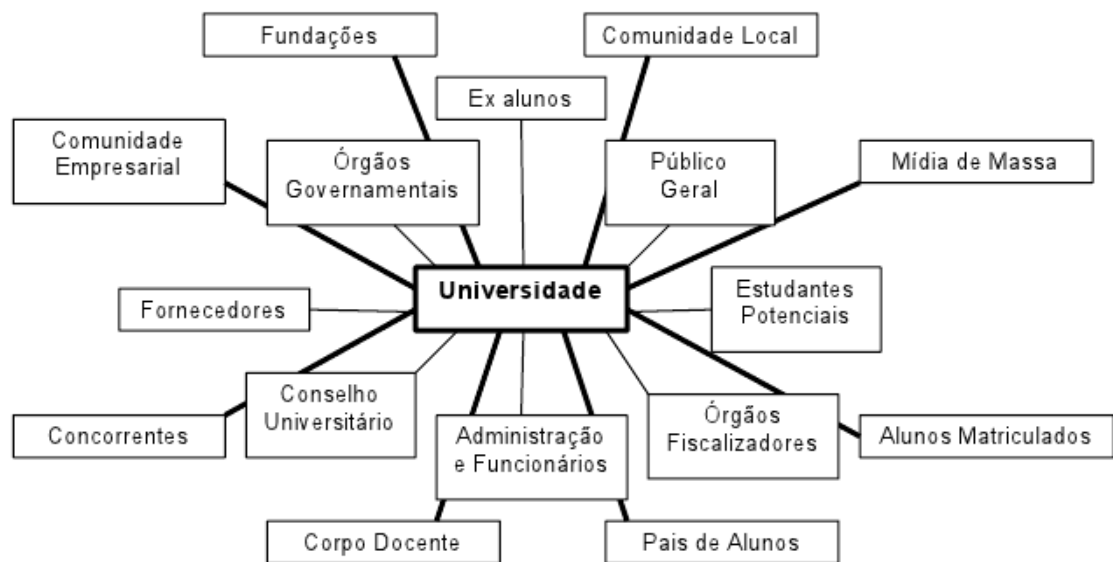 Fundações
Comunidade Local
Ex alunos
Comunidade
Empresarial
Órgãos
Governamentais
Público
Geral
Mídia de Massa
Universidade
Fornecedores
Estudantes
Potenciais
Conselho
Universitário
Concorrentes
Administração
e Funcionários
Órgãos
Fiscalizadores
Alunos Matriculados
Corpo Docente
Pais de Alunos